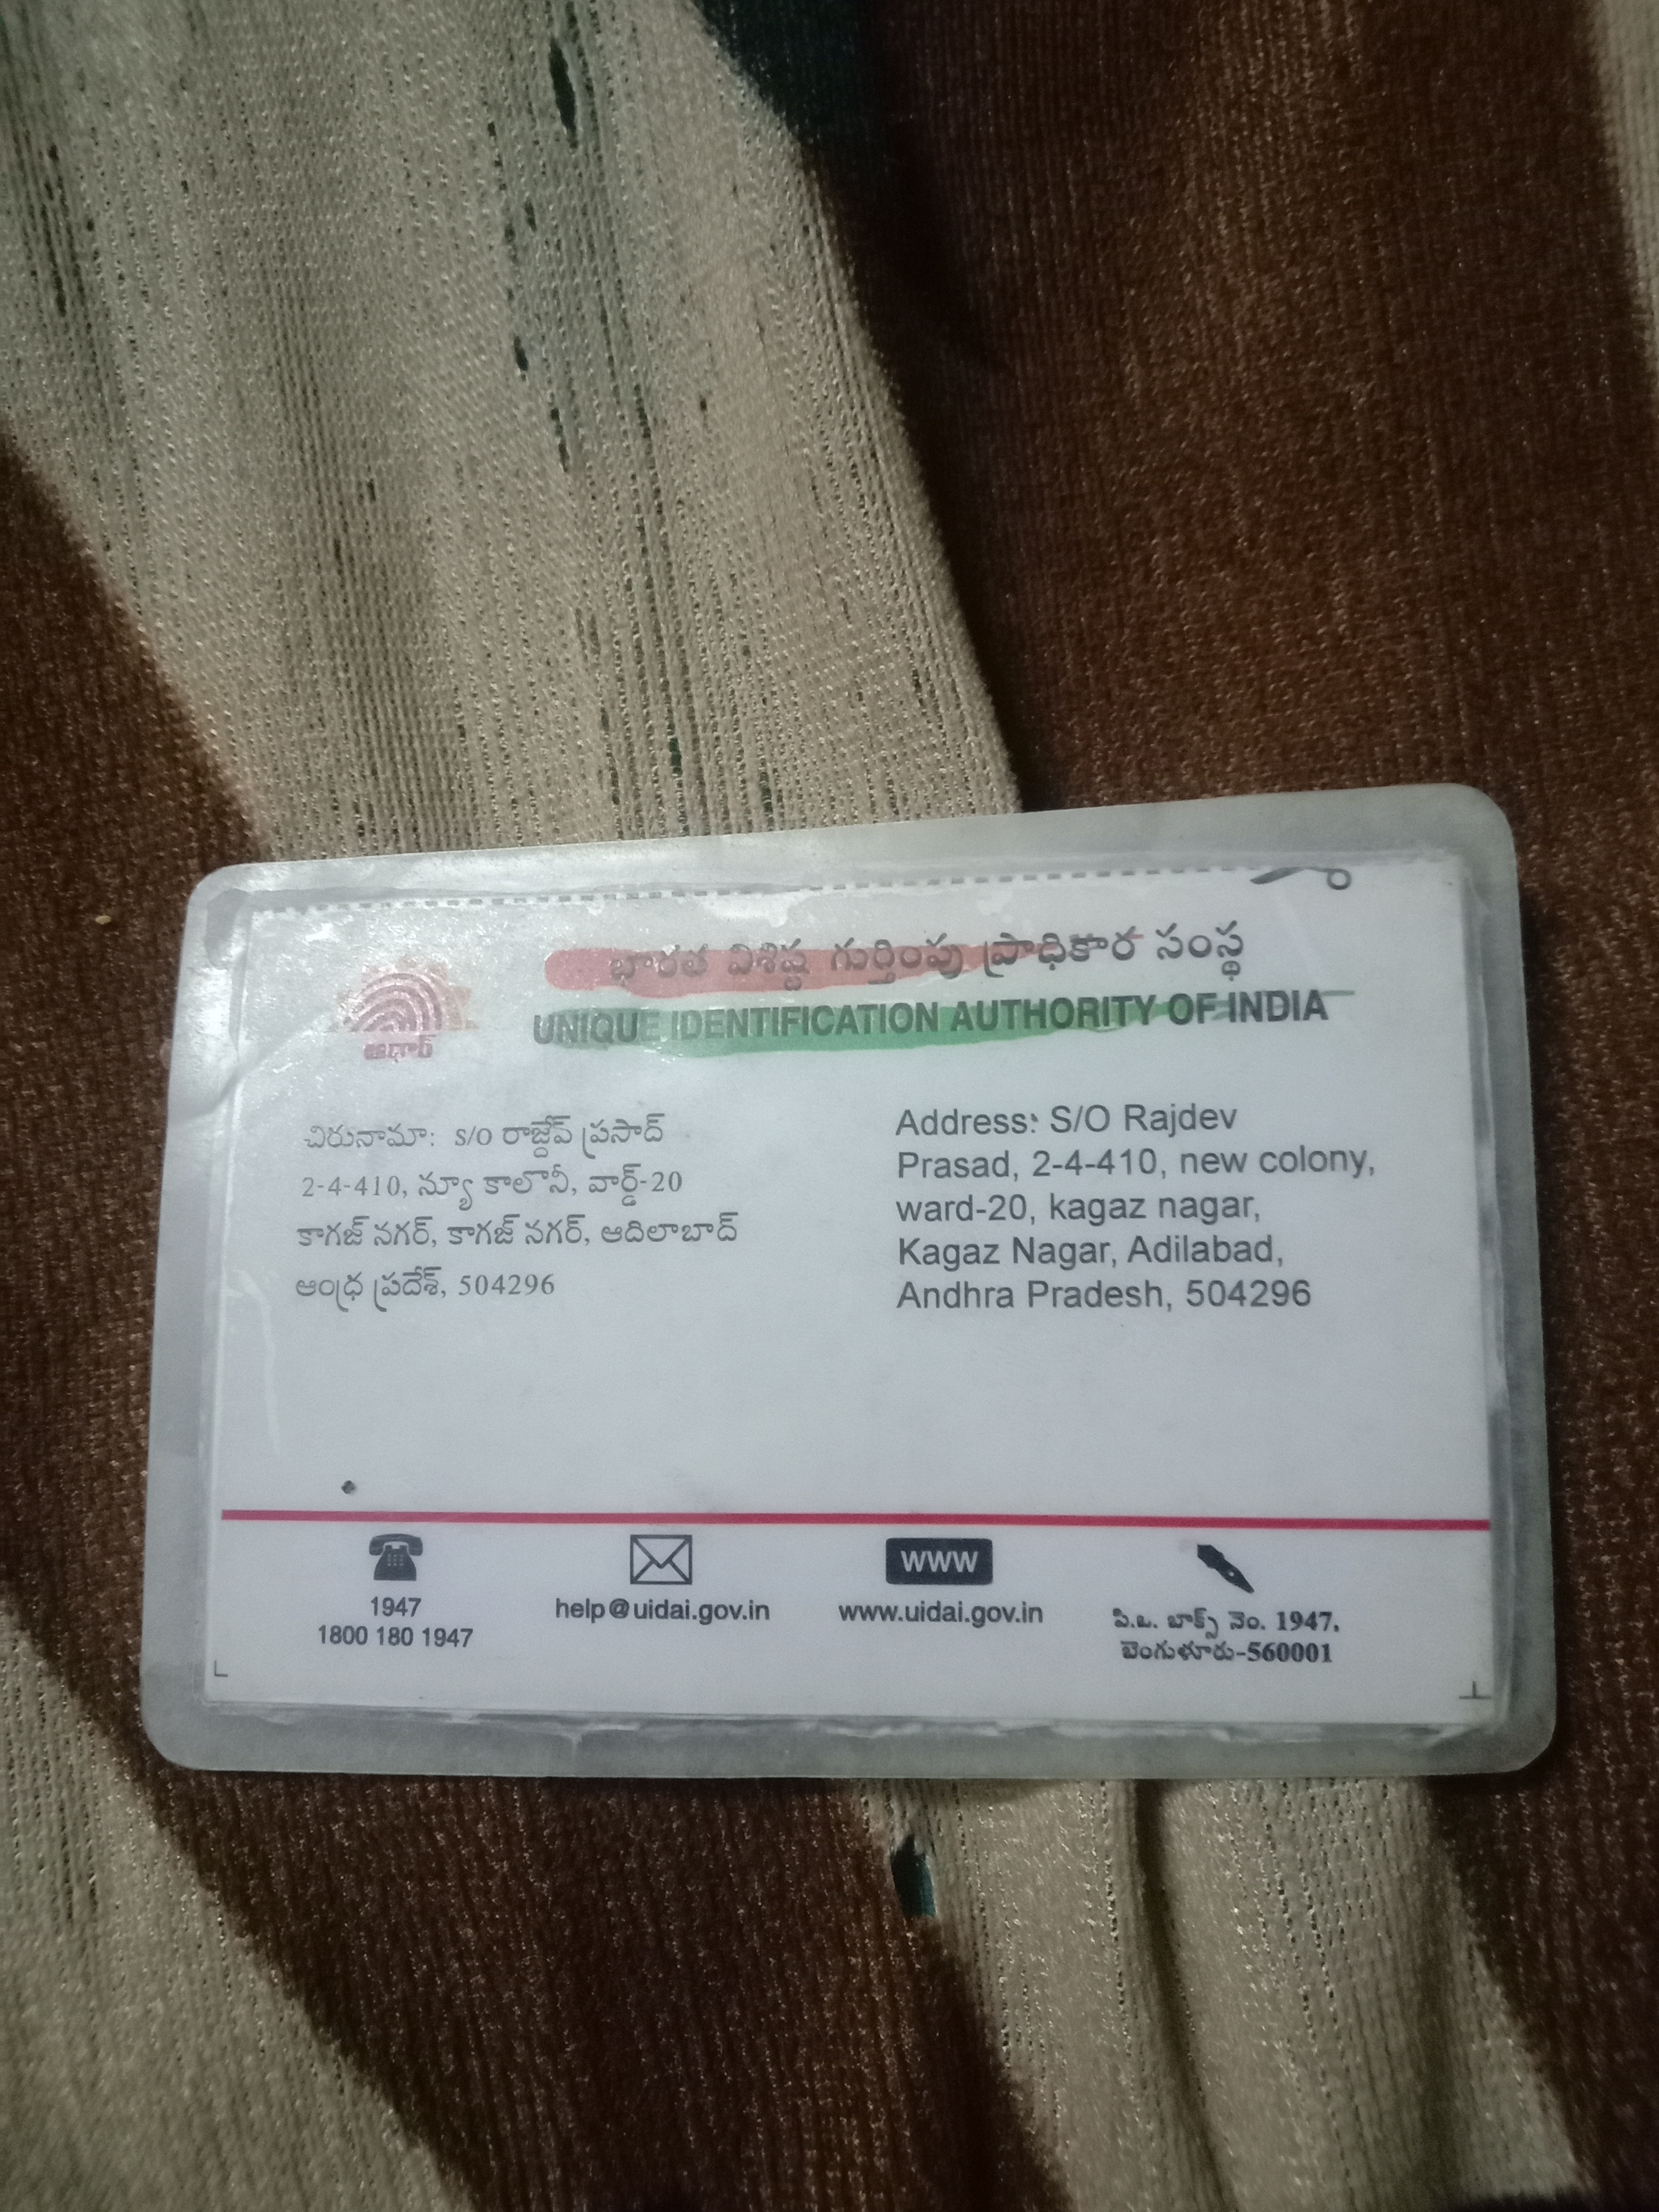 భారత విశిష్ట గుర్తింపు ప్రాధికార సంస్థ
UNIQUE IDENTIFICATION AUTHORITY OF INDIA
ఆధార్
చిరునామా: S/O రాజ్దేవ్ ప్రసాద్
2-4-410, న్యూ కాలొనీ, వార్డ్-20
కాగజ్ నగర్, కాగజ్ నగర్, ఆదిలాబాద్
ఆంధ్ర ప్రదేశ్, 504296
Address: S/O Rajdev
Prasad, 2-4-410, new colony,
ward-20, kagaz nagar,
Kagaz Nagar, Adilabad,
Andhra Pradesh, 504296
1947
1800 180 1947
help@uidai.gov.in
WWW
www.uidai.gov.in
పి.ఒ. బాక్స్ నెం. 1947,
బెంగుళూరు-560001